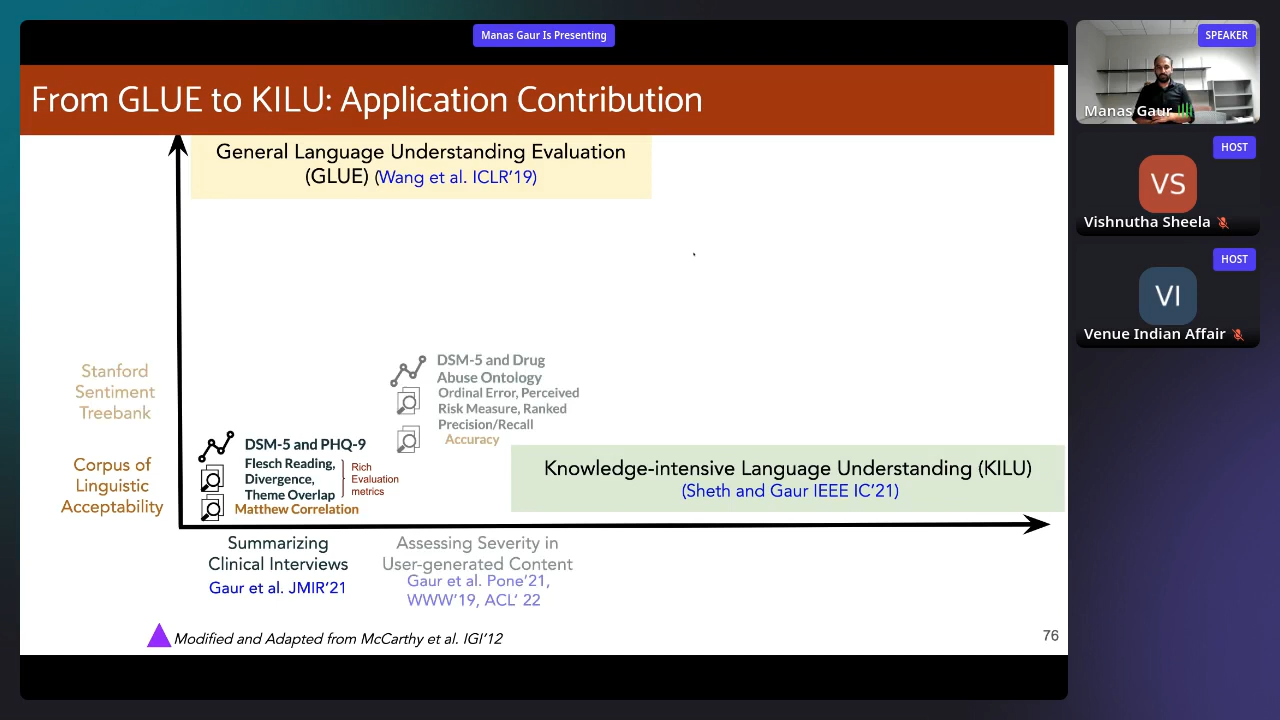 Manas Gaur Is Presenting
From GLUE to KILU: Application Contribution
General Language Understanding Evaluation
(GLUE) (Wang et al. ICLR’19)
Stanford
Sentiment
Treebank
DSM-5 and Drug
Abuse Ontology
Ordinal Error, Perceived
Risk Measure, Ranked
Precision/Recall
Accuracy
Corpus of
Linguistic
Acceptability
DSM-5 and PHQ-9
Flesch Reading,
Divergence,
Theme Overlap
Rich
Evaluation
metrics
Matthew Correlation
Knowledge-intensive Language Understanding (KILU)
(Sheth and Gaur IEEE IC’21)
Summarizing
Clinical Interviews
Gaur et al. JMIR’21
Assessing Severity in
User-generated Content
Gaur et al. Pone’21,
WWW’19, ACL’ 22
Modified and Adapted from McCarthy et al. IGI’12
76
SPEAKER
Manas Gaur
HOST
VS
Vishnutha Sheela
HOST
VI
Venue Indian Affair